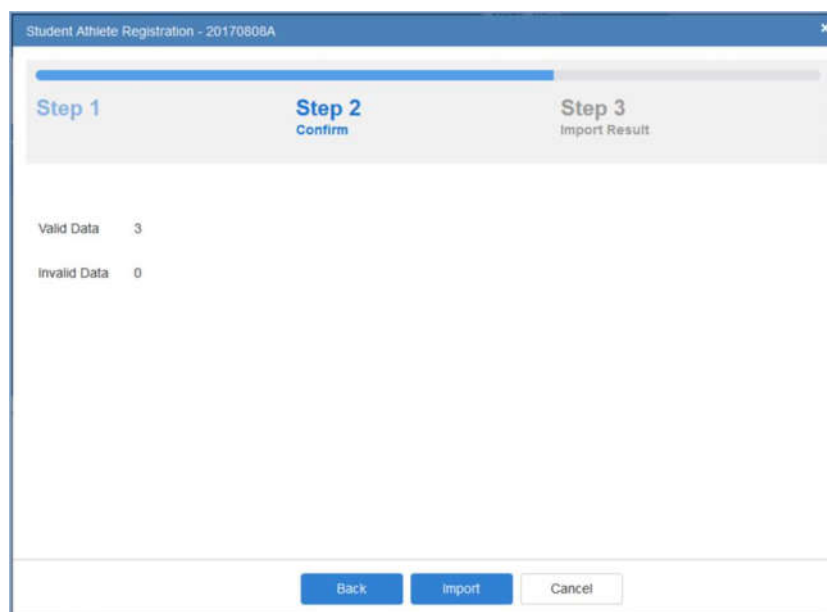 Student Athlete Registration - 20170808A
Step 1
Step 2
Confirm
Step 3
Import Result
Valid Data 3
Invalid Data 0
Back Import Cancel